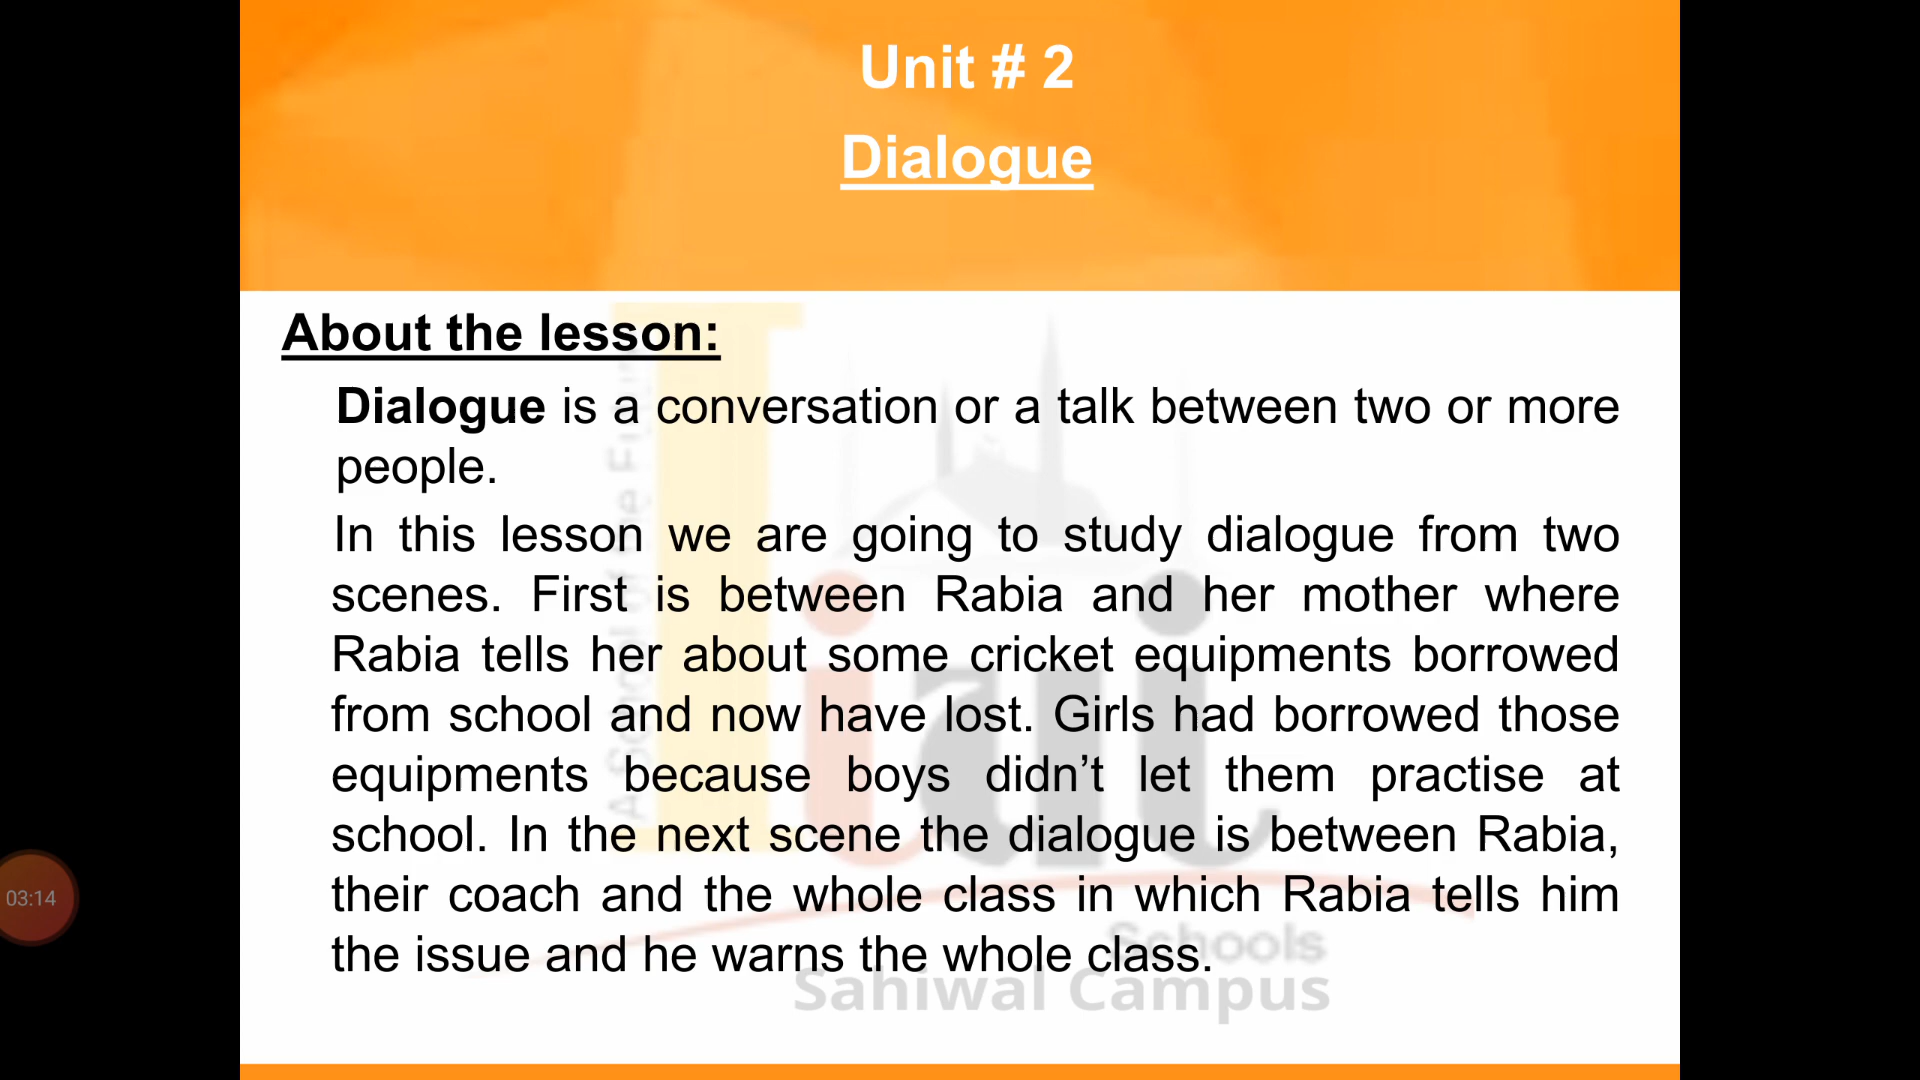 Unit # 2
Dialogue
About the lesson:
Dialogue is a conversation or a talk between two or more
people.
In this lesson we are going to study dialogue from two
scenes. First is between Rabia and her mother where
Rabia tells her about some cricket equipments borrowed
from school and now have lost. Girls had borrowed those
equipments because boys didn’t let them practise at
school. In the next scene the dialogue is between Rabia,
their coach and the whole class in which Rabia tells him
the issue and he warns the whole class.
Schools
Sahiwal Campus
03:14